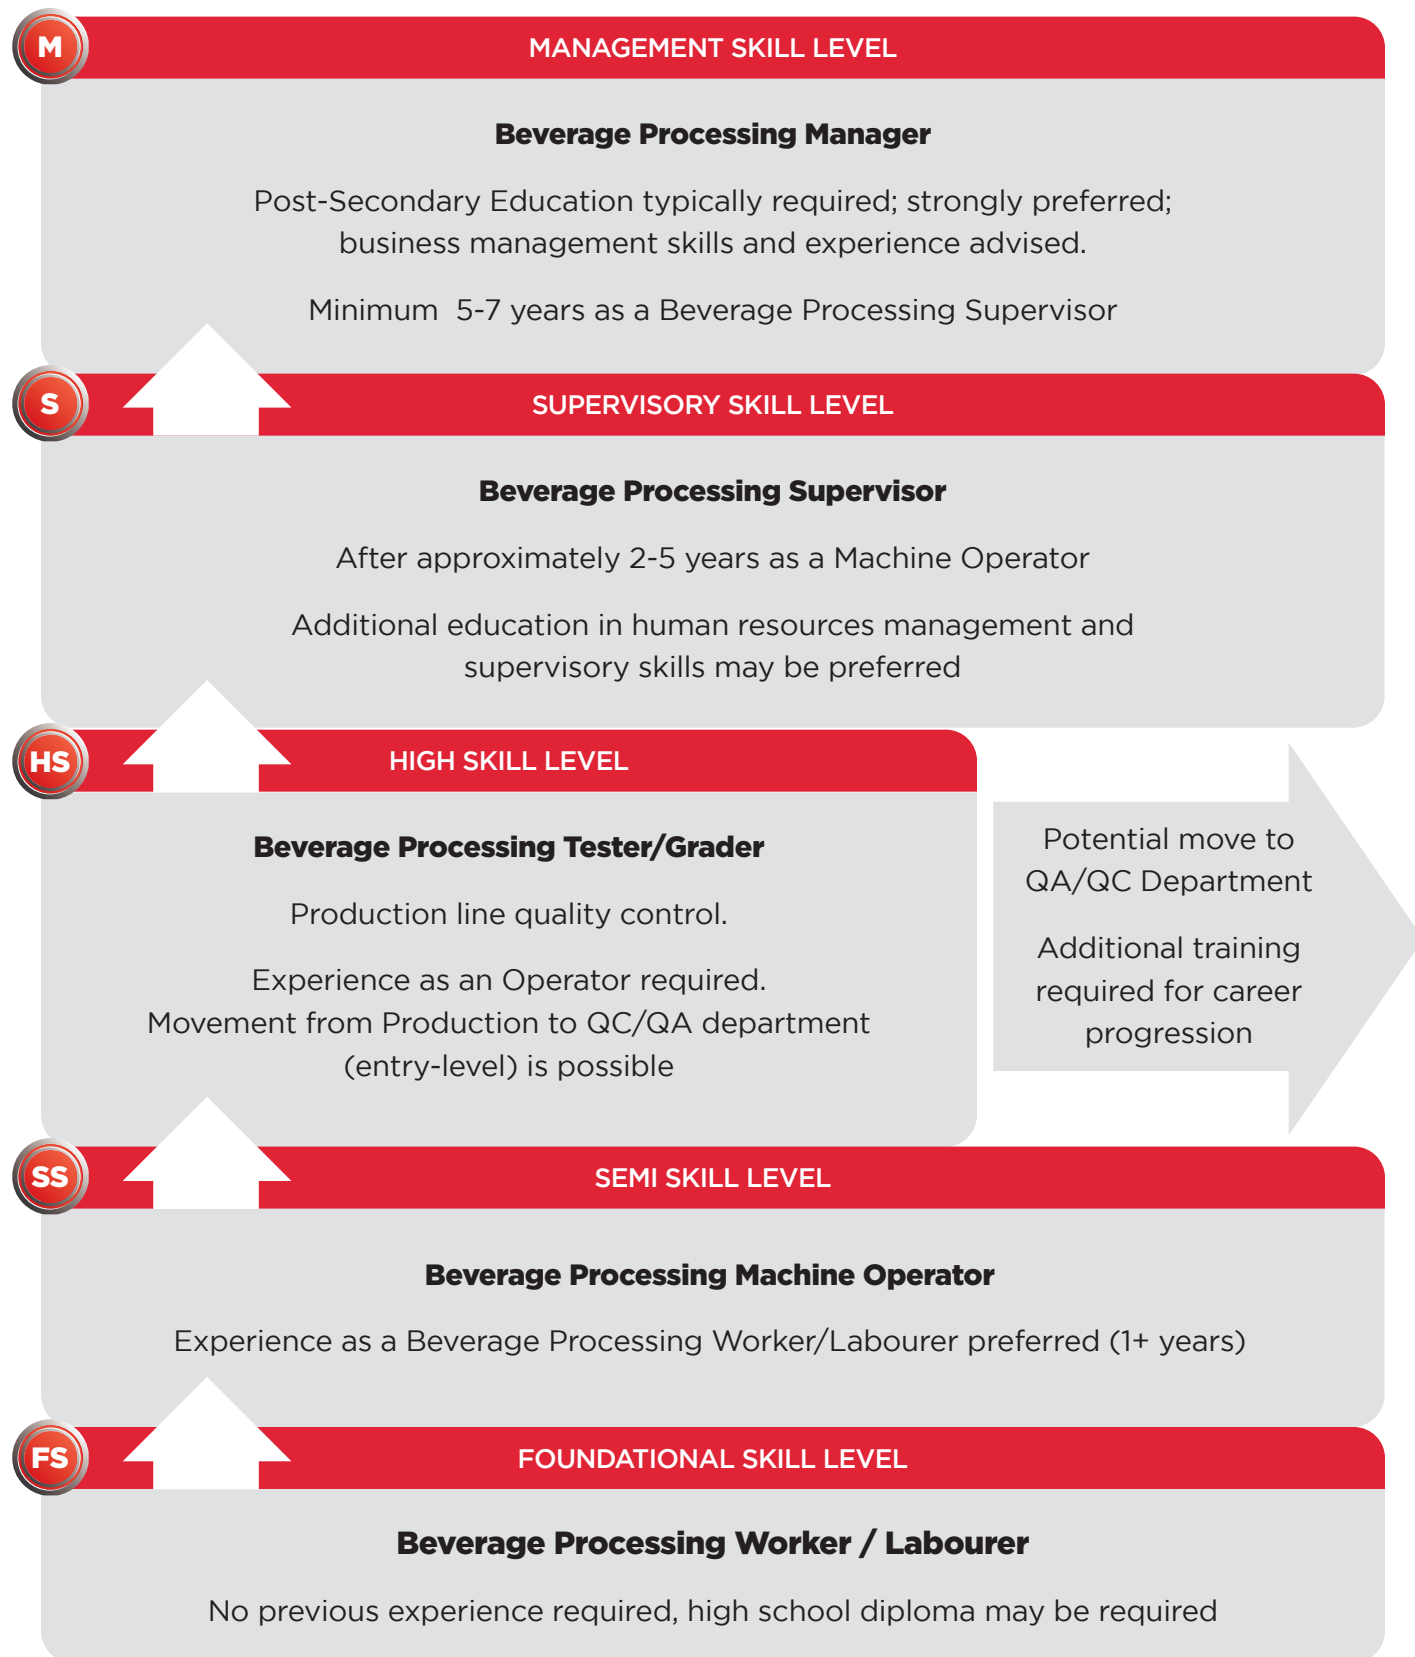 M
MANAGEMENT SKILL LEVEL
Beverage Processing Manager
Post-Secondary Education typically required; strongly preferred;
business management skills and experience advised.
Minimum 5-7 years as a Beverage Processing Supervisor
S
SUPERVISORY SKILL LEVEL
Beverage Processing Supervisor
After approximately 2-5 years as a Machine Operator
Additional education in human resources management and
supervisory skills may be preferred
HS
HIGH SKILL LEVEL
Beverage Processing Tester/Grader
Production line quality control.
Experience as an Operator required.
Movement from Production to QC/QA department
(entry-level) is possible
Potential move to
QA/QC Department
Additional training
required for career
progression
SS
SEMI SKILL LEVEL
Beverage Processing Machine Operator
Experience as a Beverage Processing Worker/Labourer preferred (1+ years)
FS
FOUNDATIONAL SKILL LEVEL
Beverage Processing Worker / Labourer
No previous experience required, high school diploma may be required